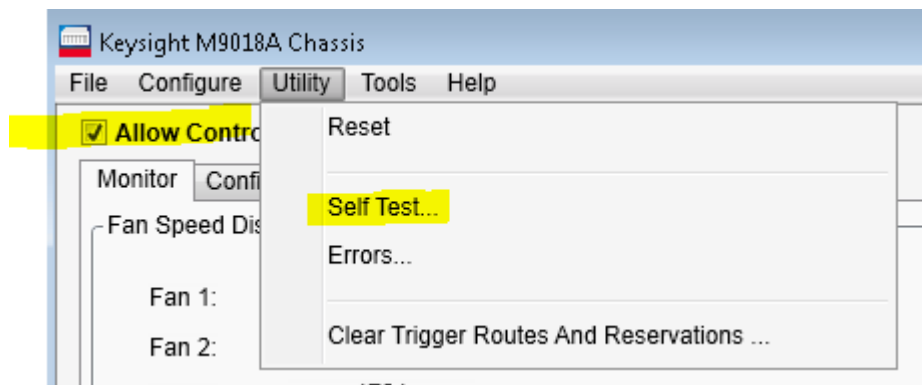 Keysight M9018A Chassis
File Configure Utility Tools Help
Allow Contro
Reset
Monitor Confi
Self Test...
Fan Speed Dis
Errors...
Fan 1:
Clear Trigger Routes And Reservations ...
Fan 2: